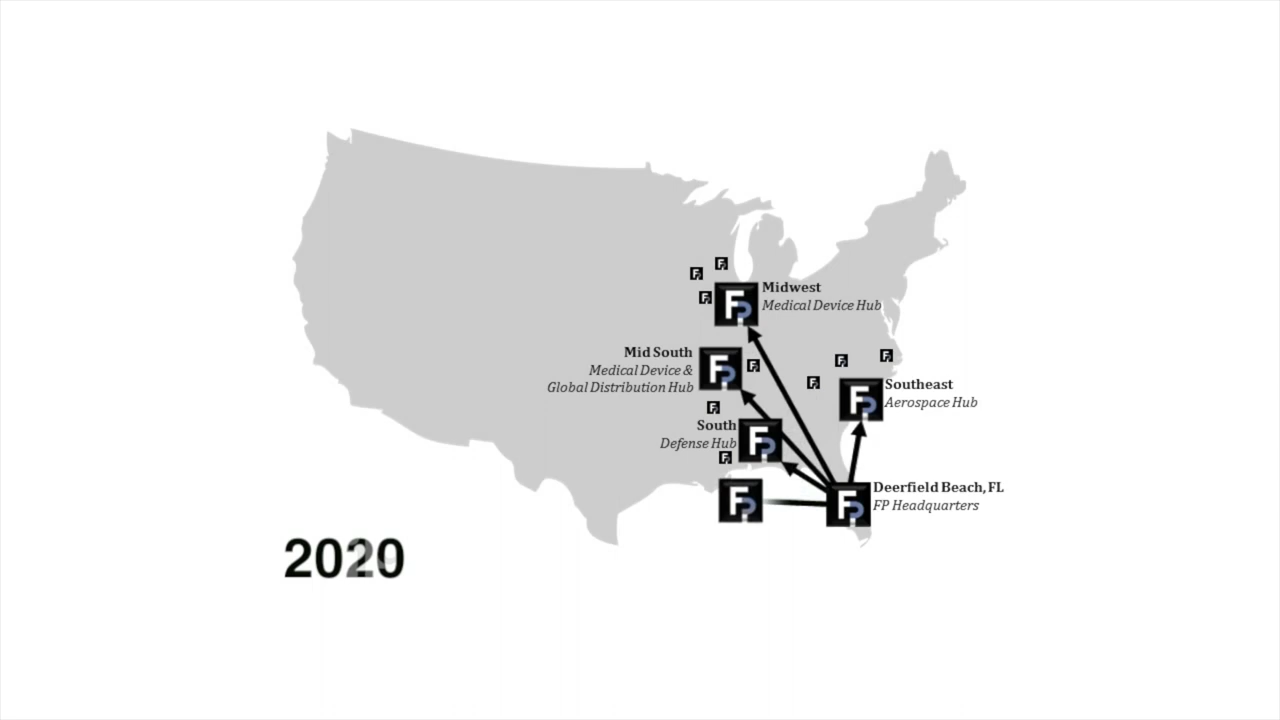 Midwest
Medical Device Hub
Mid South
Medical Device &
Global Distribution Hub
Southeast
Aerospace Hub
South
Defense Hub
Deerfield Beach, FL
FP Headquarters